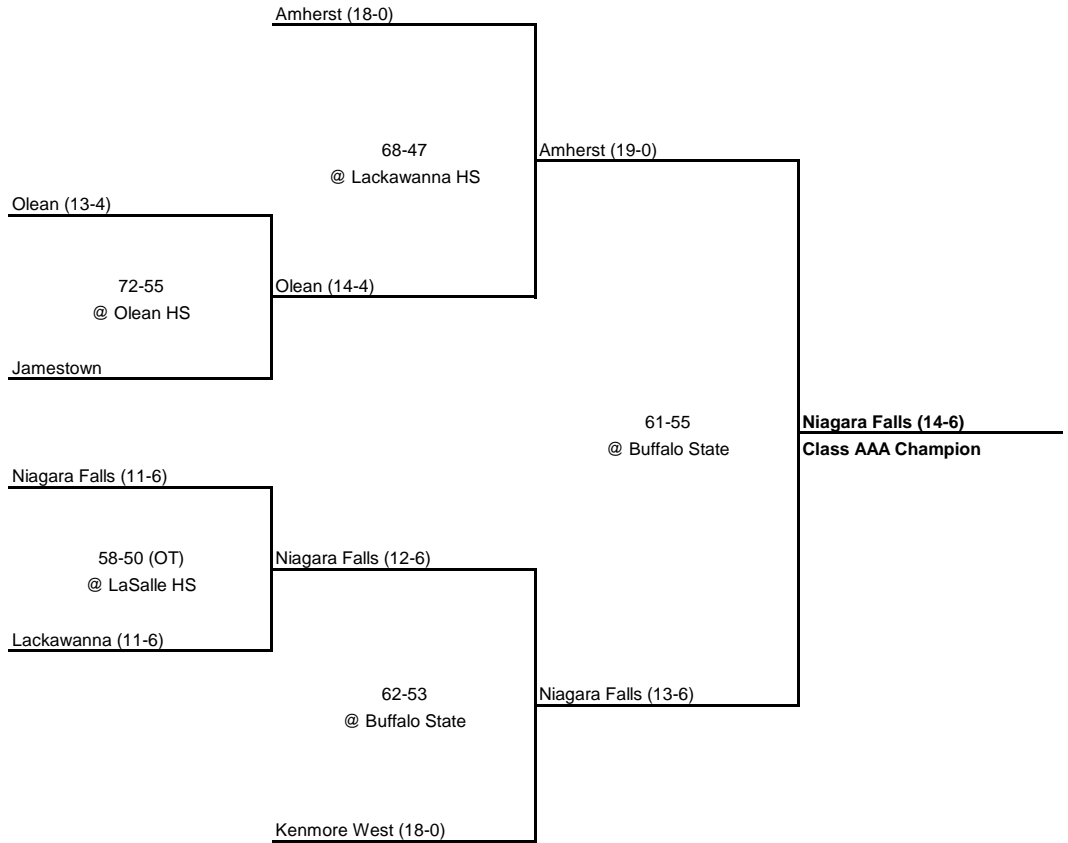 Amherst (18-0)
68-47
@ Lackawanna HS
Amherst (19-0)
Olean (13-4)
72-55
@ Olean HS
Olean (14-4)
Jamestown
61-55
@ Buffalo State
Niagara Falls (14-6)
Class AAA Champion
Niagara Falls (11-6)
58-50 (OT)
@ LaSalle HS
Niagara Falls (12-6)
Lackawanna (11-6)
62-53
@ Buffalo State
Niagara Falls (13-6)
Kenmore West (18-0)